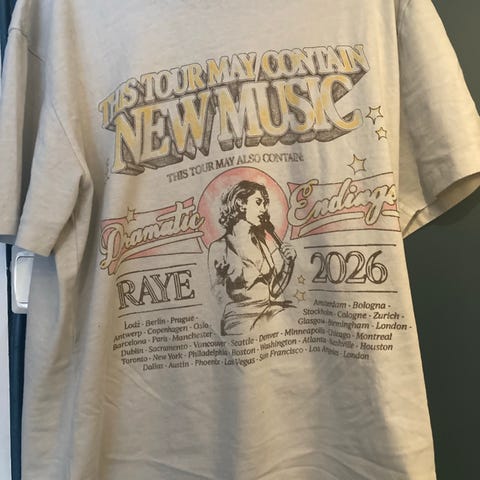 THIS TOUR MAY CONTAIN
NEW MUSIC
THIS TOUR MAY ALSO CONTAIN:
Dramatic
Endings
RAYE
2026
Lodz - Berlin - Prague -
Antwerp - Copenhagen - Oslo
Barcelona - Paris - Manchester
Dublin - Sacramento - Vancouver - Seattle - Denver - Minneapolis - Chicago - Montreal
Toronto - New York - Philadelphia - Boston - Washington - Atlanta - Nashville - Houston
Dallas - Austin - Phoenix - Las Vegas - San Francisco - Los Angeles - London
Amsterdam - Bologna -
Stockholm - Cologne - Zurich -
Glasgow - Birmingham - London -